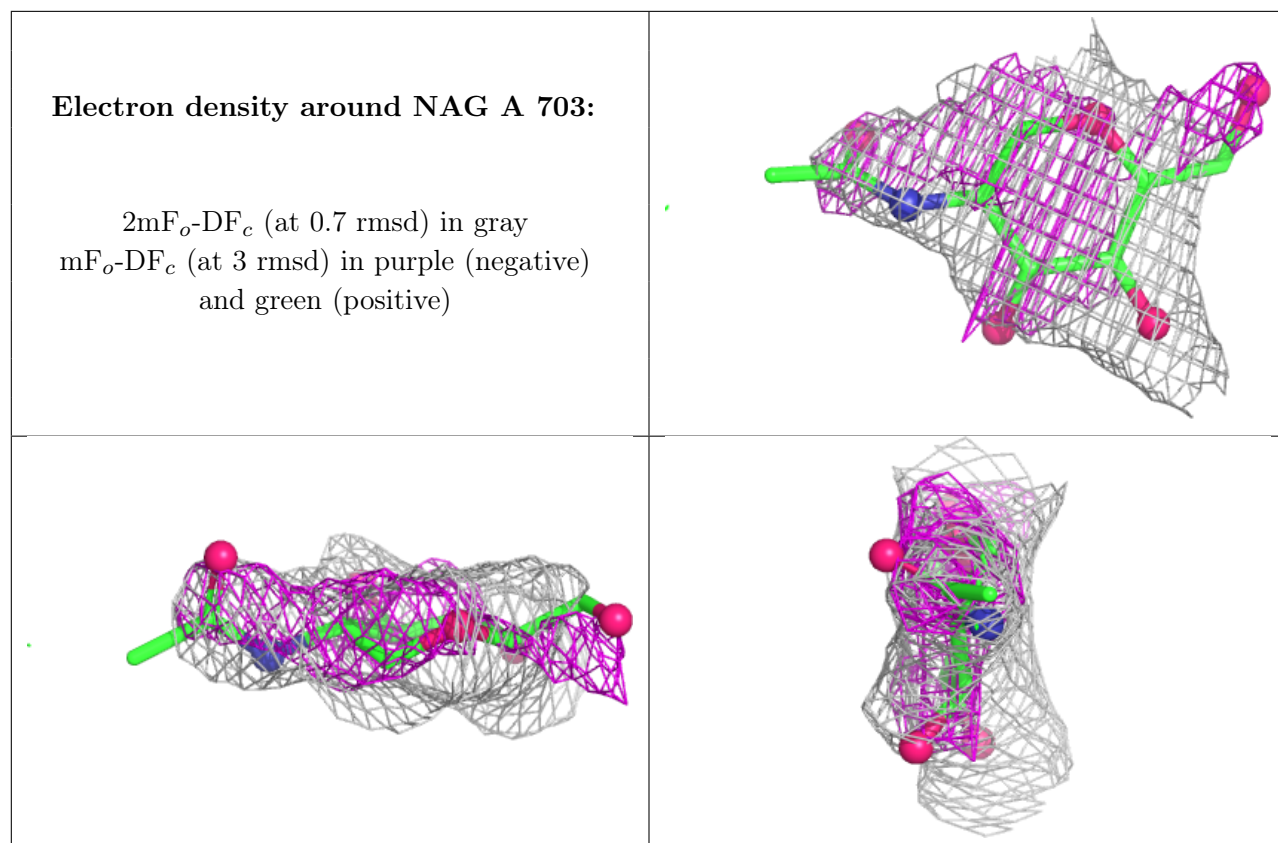 Electron density around NAG A 703:
2mFo-DFc (at 0.7 rmsd) in gray
mFo-DFc (at 3 rmsd) in purple (negative)
and green (positive)